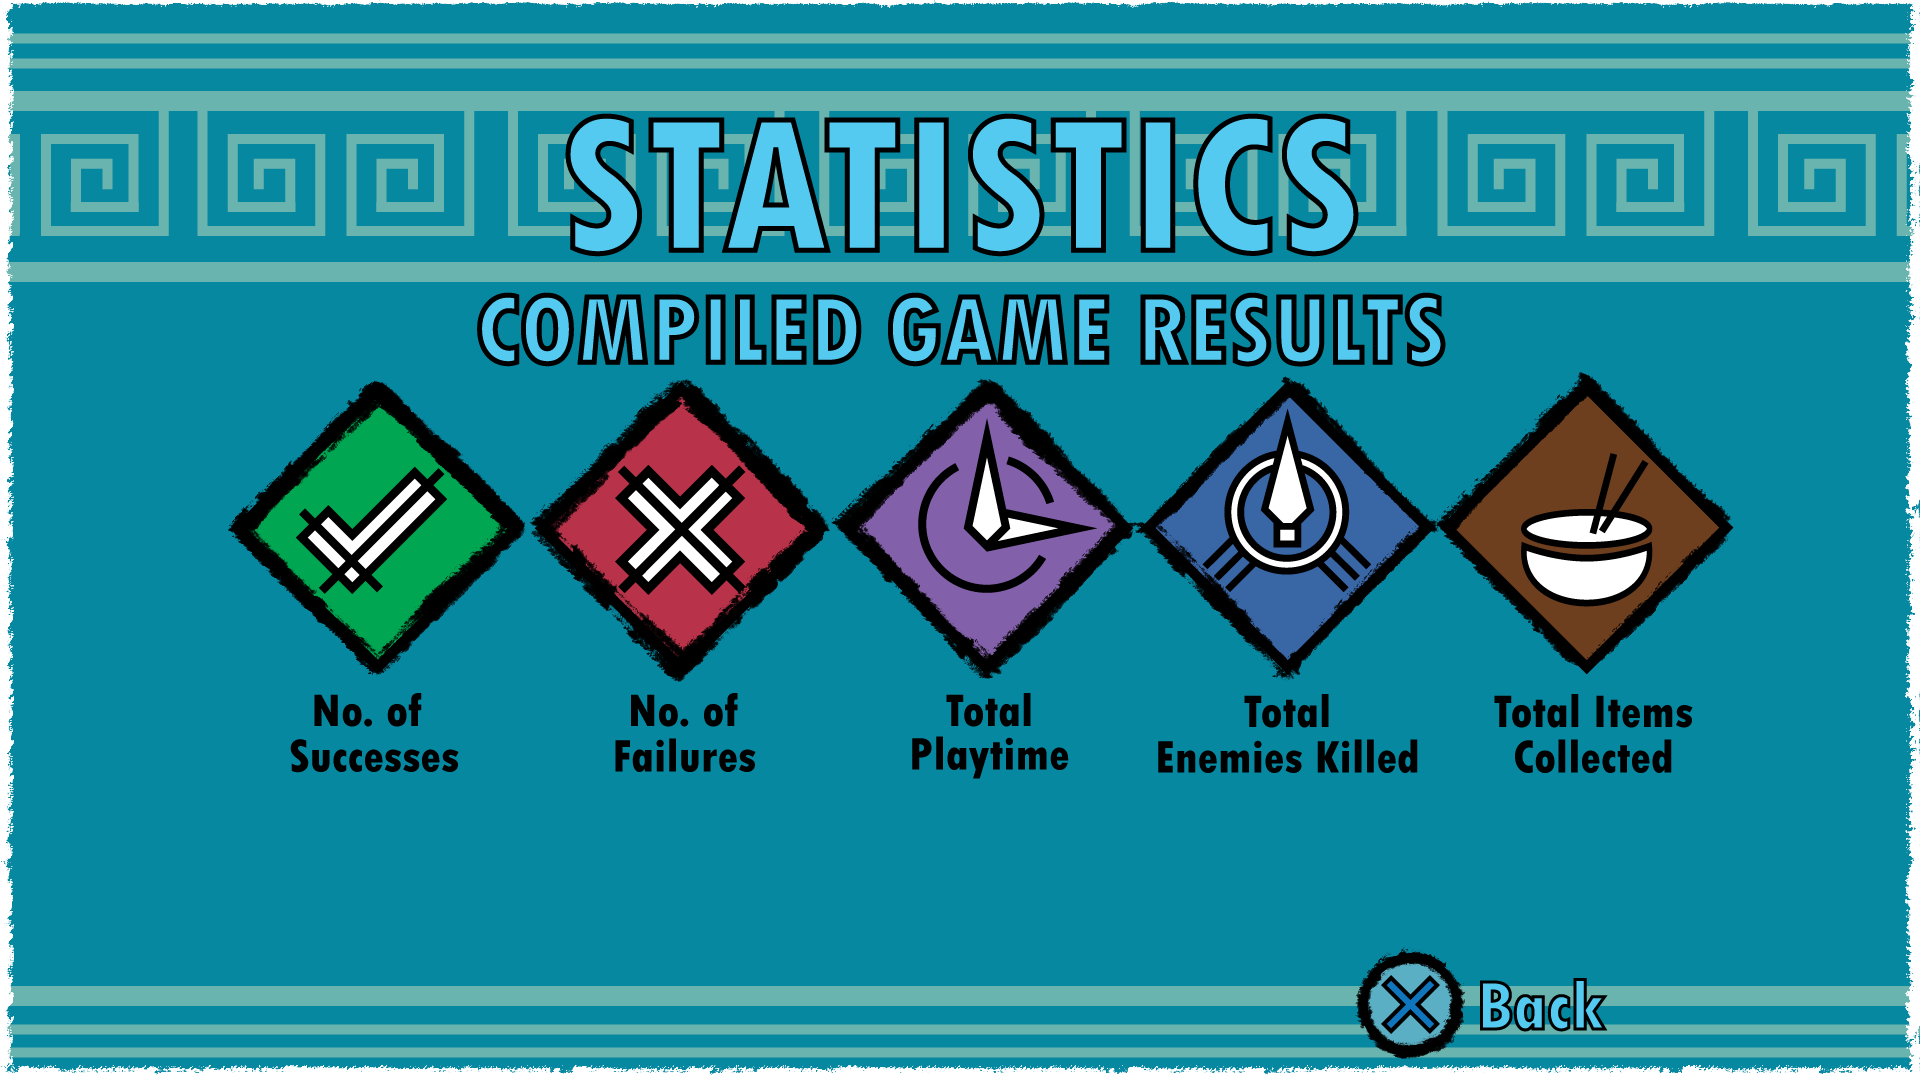 STATISTICS
COMPILED GAME RESULTS
No. of
Successes
No. of
Failures
Total
Playtime
Total
Enemies Killed
Total Items
Collected
Back